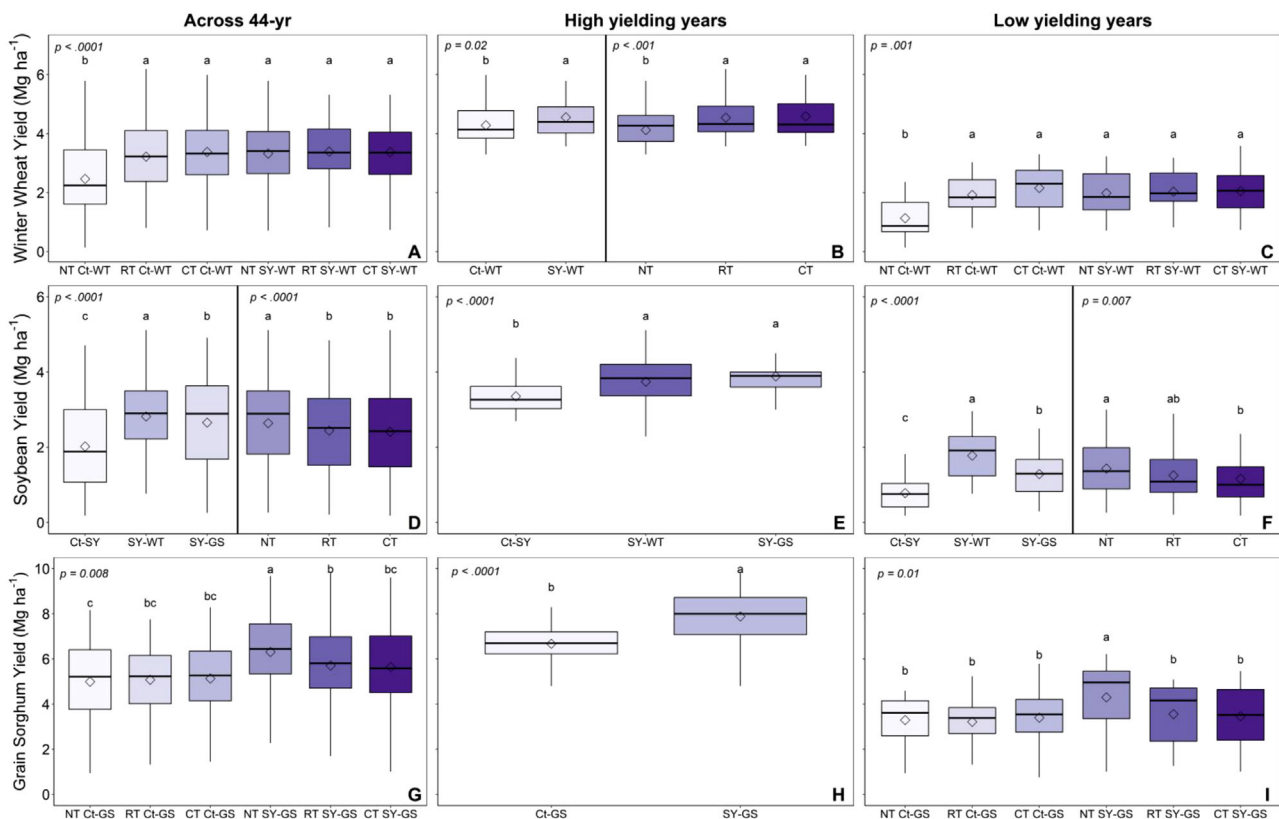 Across 44-yr
High yielding years
Low yielding years
Winter Wheat Yield (Mg ha⁻¹)
6
4
2
0
p < .0001
b a a a a a
A
NT Ct-WT RT Ct-WT CT Ct-WT NT SY-WT RT SY-WT CT SY-WT
p = 0.02
b a
p < .001
b a a
B
Ct-WT SY-WT NT RT CT
p = .001
b a a a a a
C
NT Ct-WT RT Ct-WT CT Ct-WT NT SY-WT RT SY-WT CT SY-WT
Soybean Yield (Mg ha⁻¹)
6
4
2
0
p < .0001
c a b
p < .0001
a b b
D
Ct-SY SY-WT SY-GS NT RT CT
p < .0001
b a a
E
Ct-SY SY-WT SY-GS
p < .0001
c a b
p = 0.007
a ab b
F
Ct-SY SY-WT SY-GS NT RT CT
Grain Sorghum Yield (Mg ha⁻¹)
10
8
6
4
2
0
p = 0.008
c bc bc a b bc
G
NT Ct-GS RT Ct-GS CT Ct-GS NT SY-GS RT SY-GS CT SY-GS
p < .0001
b a
H
Ct-GS SY-GS
p = 0.01
b b b a b b
I
NT Ct-GS RT Ct-GS CT Ct-GS NT SY-GS RT SY-GS CT SY-GS